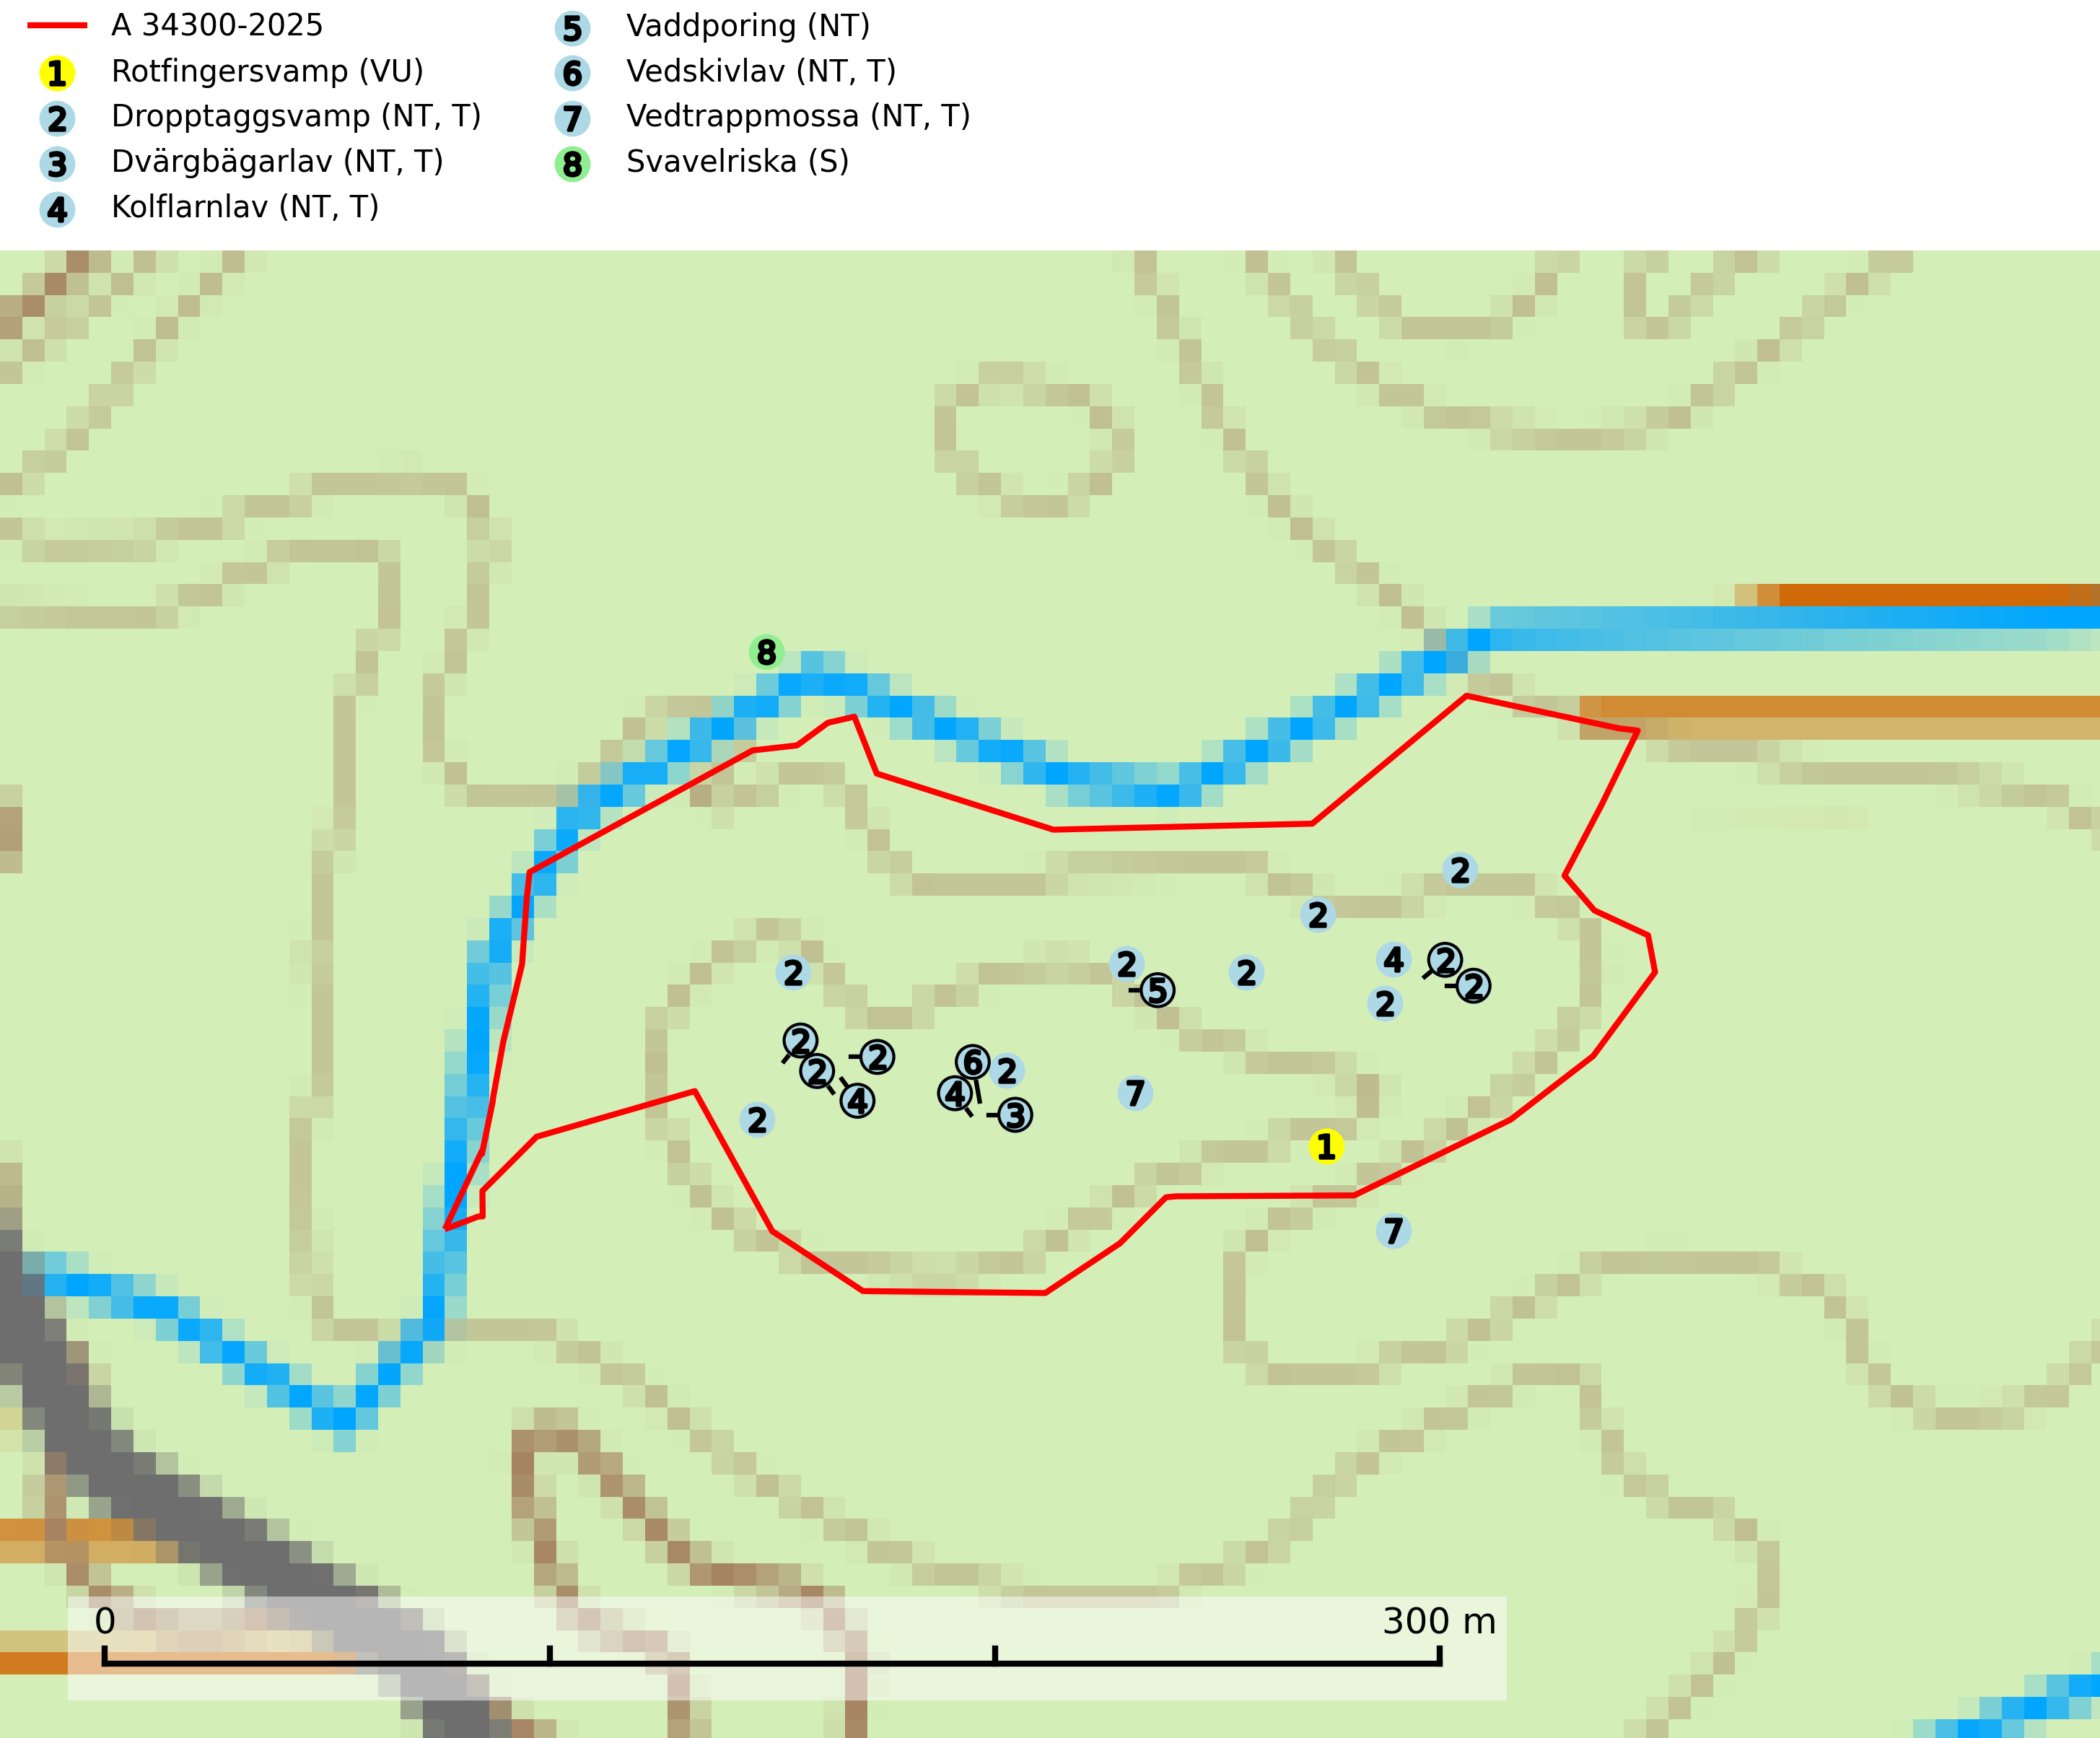 A 34300-2025
1 Rotfingersvamp (VU)
2 Dropptaggsvamp (NT, T)
3 Dvärgbägarlav (NT, T)
4 Kolflarnlav (NT, T)
5 Vaddporing (NT)
6 Vedskivlav (NT, T)
7 Vedtrappmossa (NT, T)
8 Svavelriska (S)
8
2
2
2 2 2 4 2
5 2
2
2 2 6 2
2 4 4 7
2 3
1
7
0 300 m